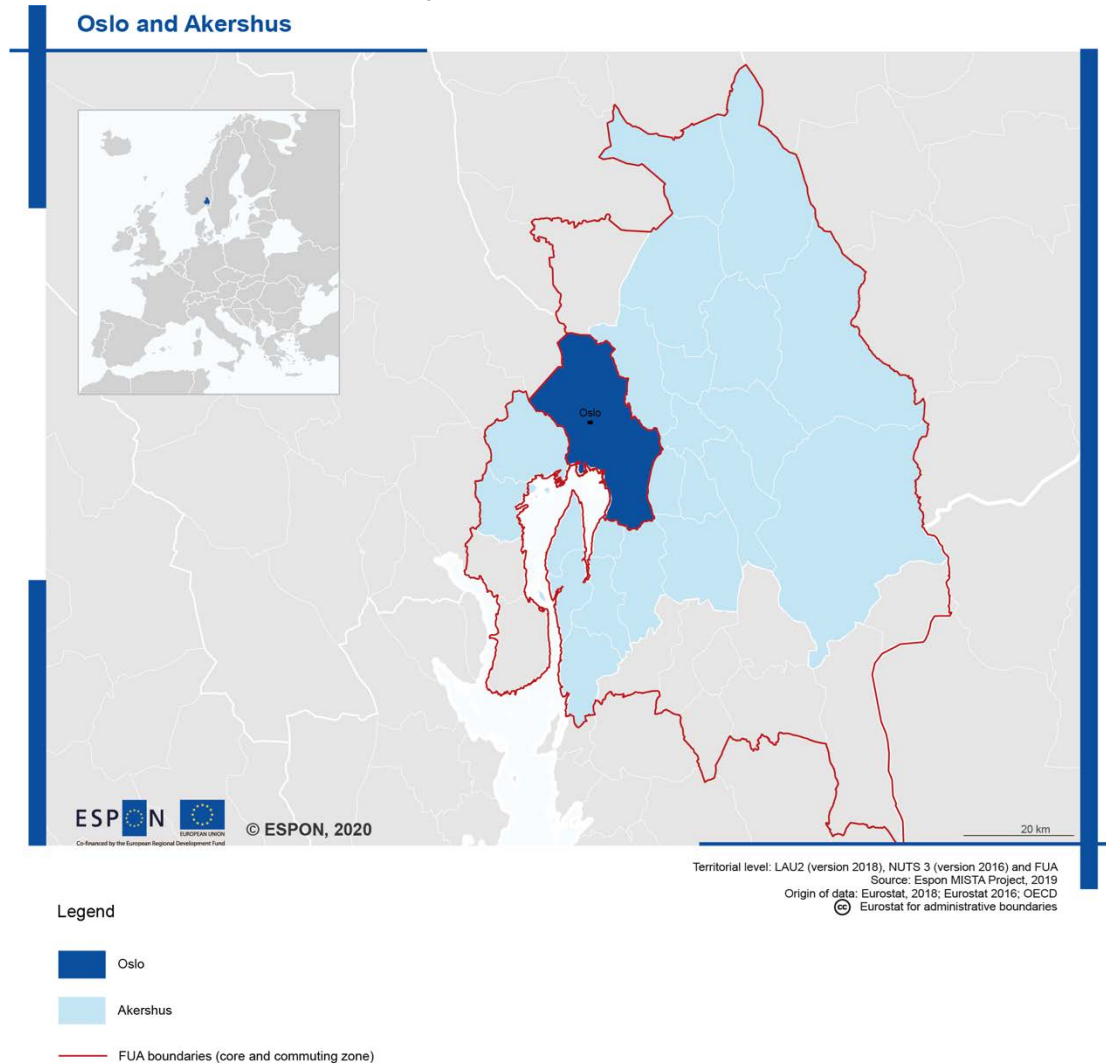 Oslo and Akershus
Oslo
ESPON
EUROPEAN UNION
© ESPON, 2020
Co-financed by the European Regional Development Fund
20 km
Territorial level: LAU2 (version 2018), NUTS 3 (version 2016) and FUA
Source: Espon MISTA Project, 2019
Origin of data: Eurostat, 2018; Eurostat 2016; OECD
cc Eurostat for administrative boundaries
Legend
Oslo
Akershus
FUA boundaries (core and commuting zone)